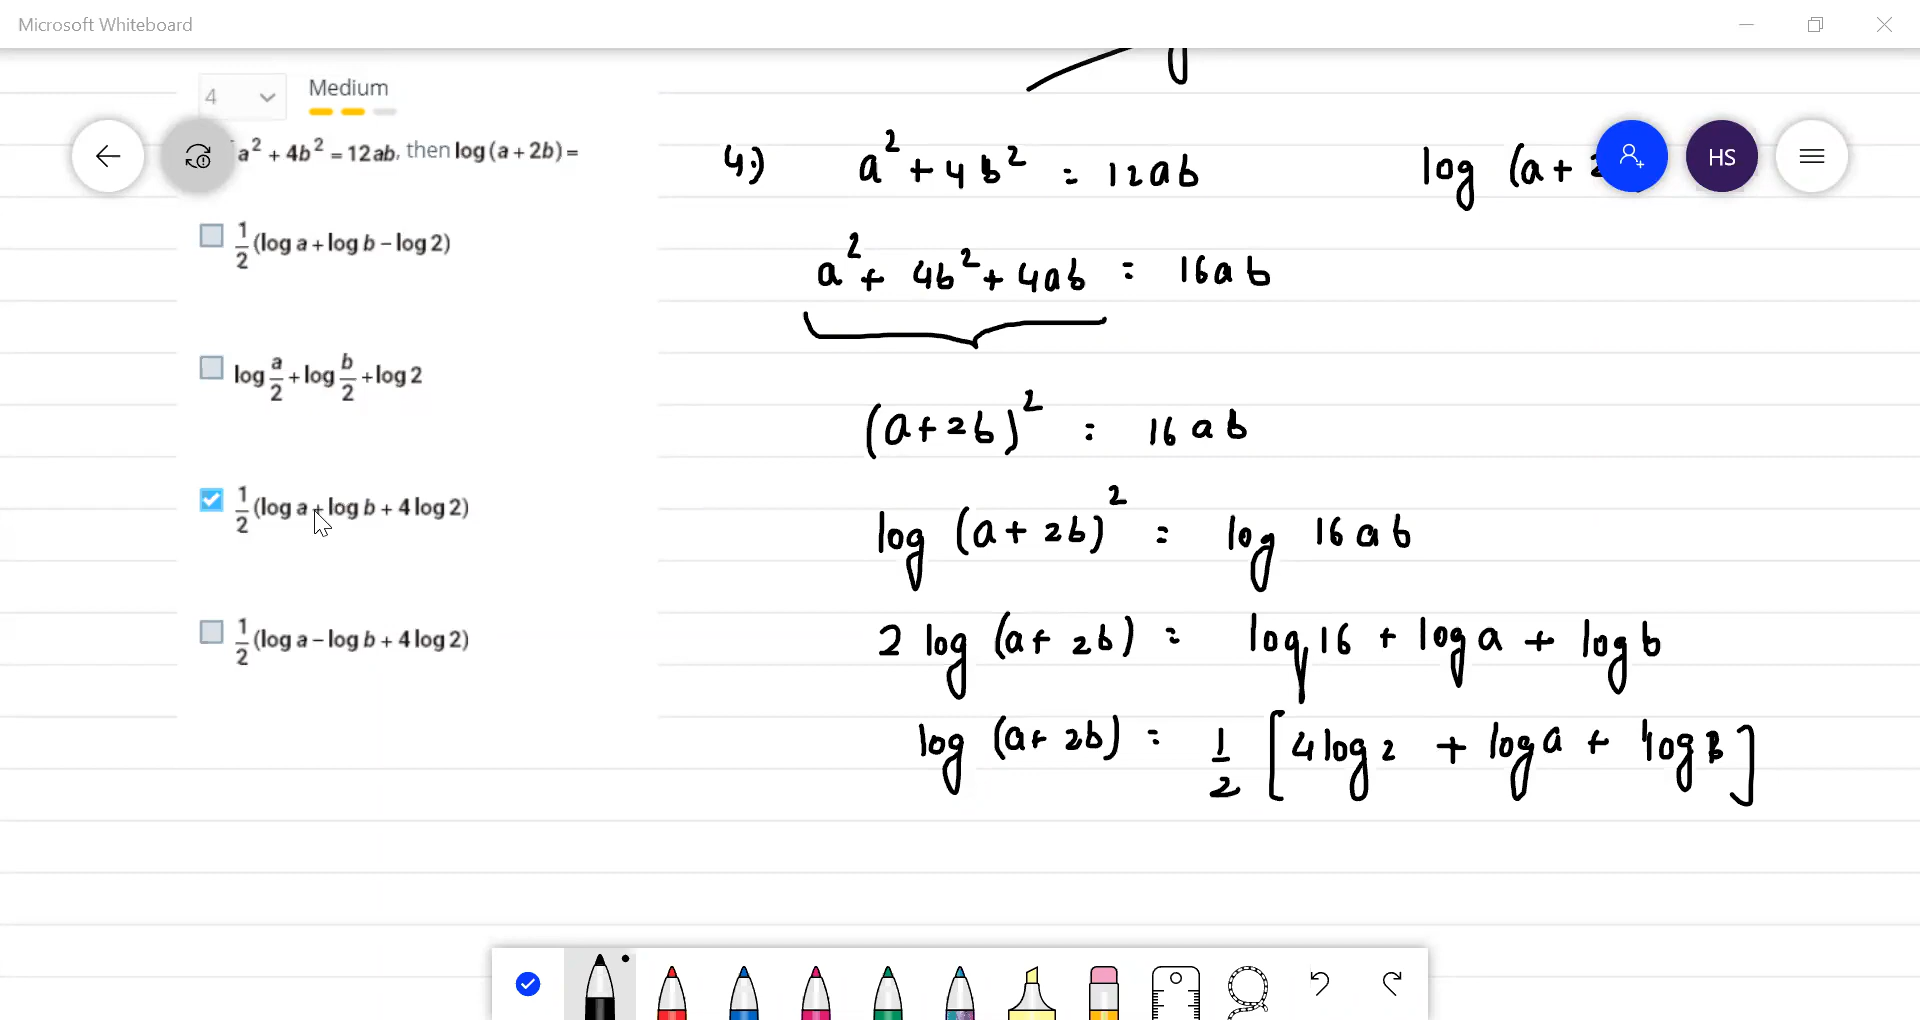 Microsoft Whiteboard
4
Medium
a² + 4b² = 12ab, then log (a + 2b) =
1/2 (log a + log b − log 2)
log a/2 + log b/2 + log 2
1/2 (log a + log b + 4 log 2)
1/2 (log a − log b + 4 log 2)
4·) a² + 4b² = 12ab log (a +
HS
a² + 4b² + 4ab = 16ab
(a + 2b)² = 16ab
log (a + 2b)² = log 16ab
2 log (a + 2b) = log 16 + log a + log b
log (a + 2b) = 1/2 [4 log 2 + log a + log b]